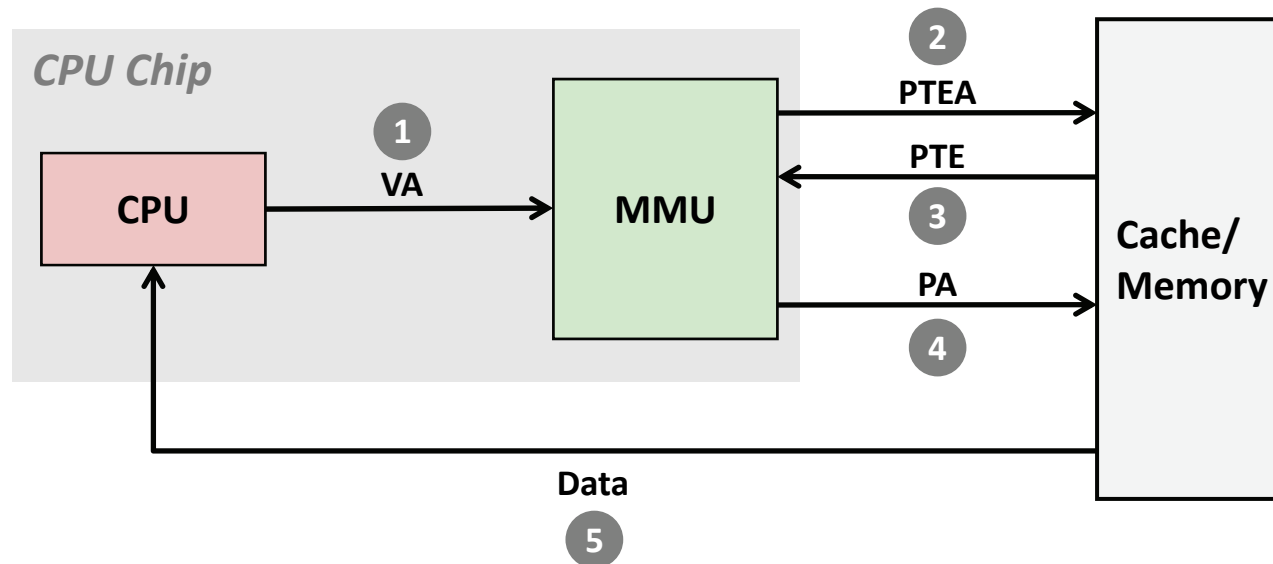 2
CPU Chip
PTEA
1
PTE
VA
CPU
MMU
3
Cache/
Memory
PA
4
Data
5